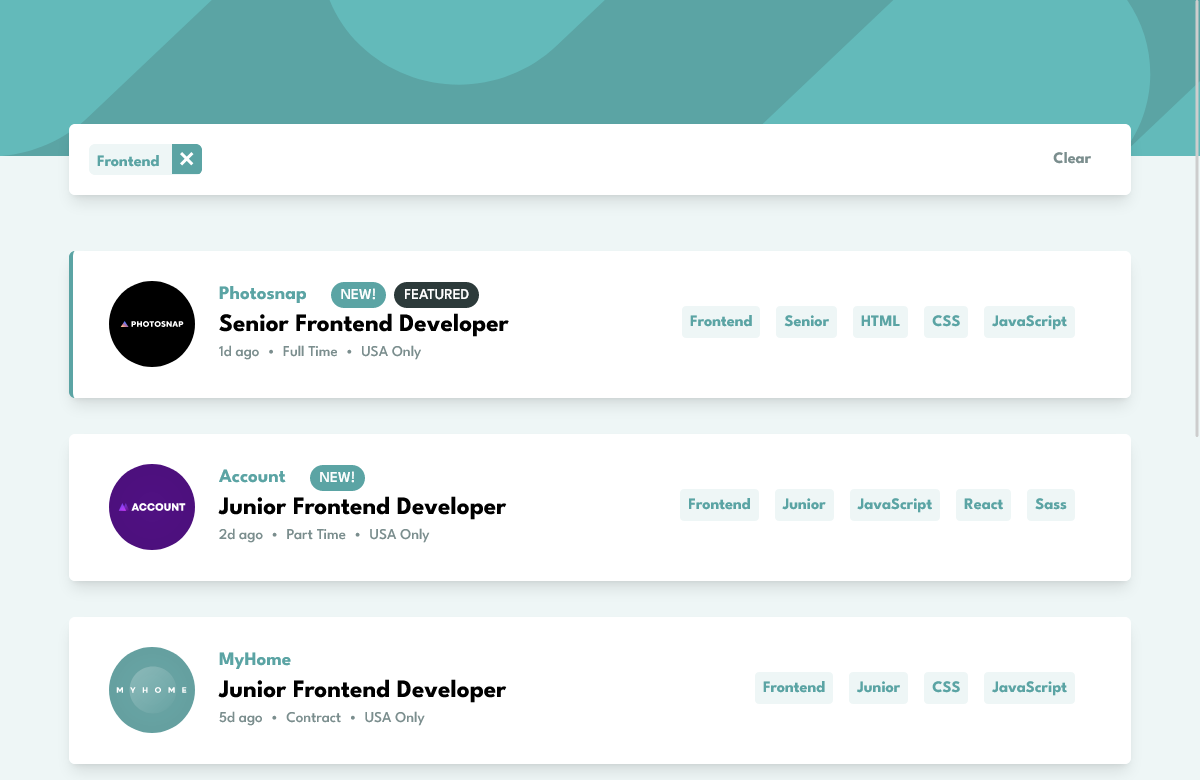 Frontend
Clear
Photosnap NEW! FEATURED
PHOTOSNAP
Senior Frontend Developer
1d ago • Full Time • USA Only
Frontend Senior HTML CSS JavaScript
Account NEW!
ACCOUNT
Junior Frontend Developer
2d ago • Part Time • USA Only
Frontend Junior JavaScript React Sass
MyHome
MYHOME
Junior Frontend Developer
5d ago • Contract • USA Only
Frontend Junior CSS JavaScript